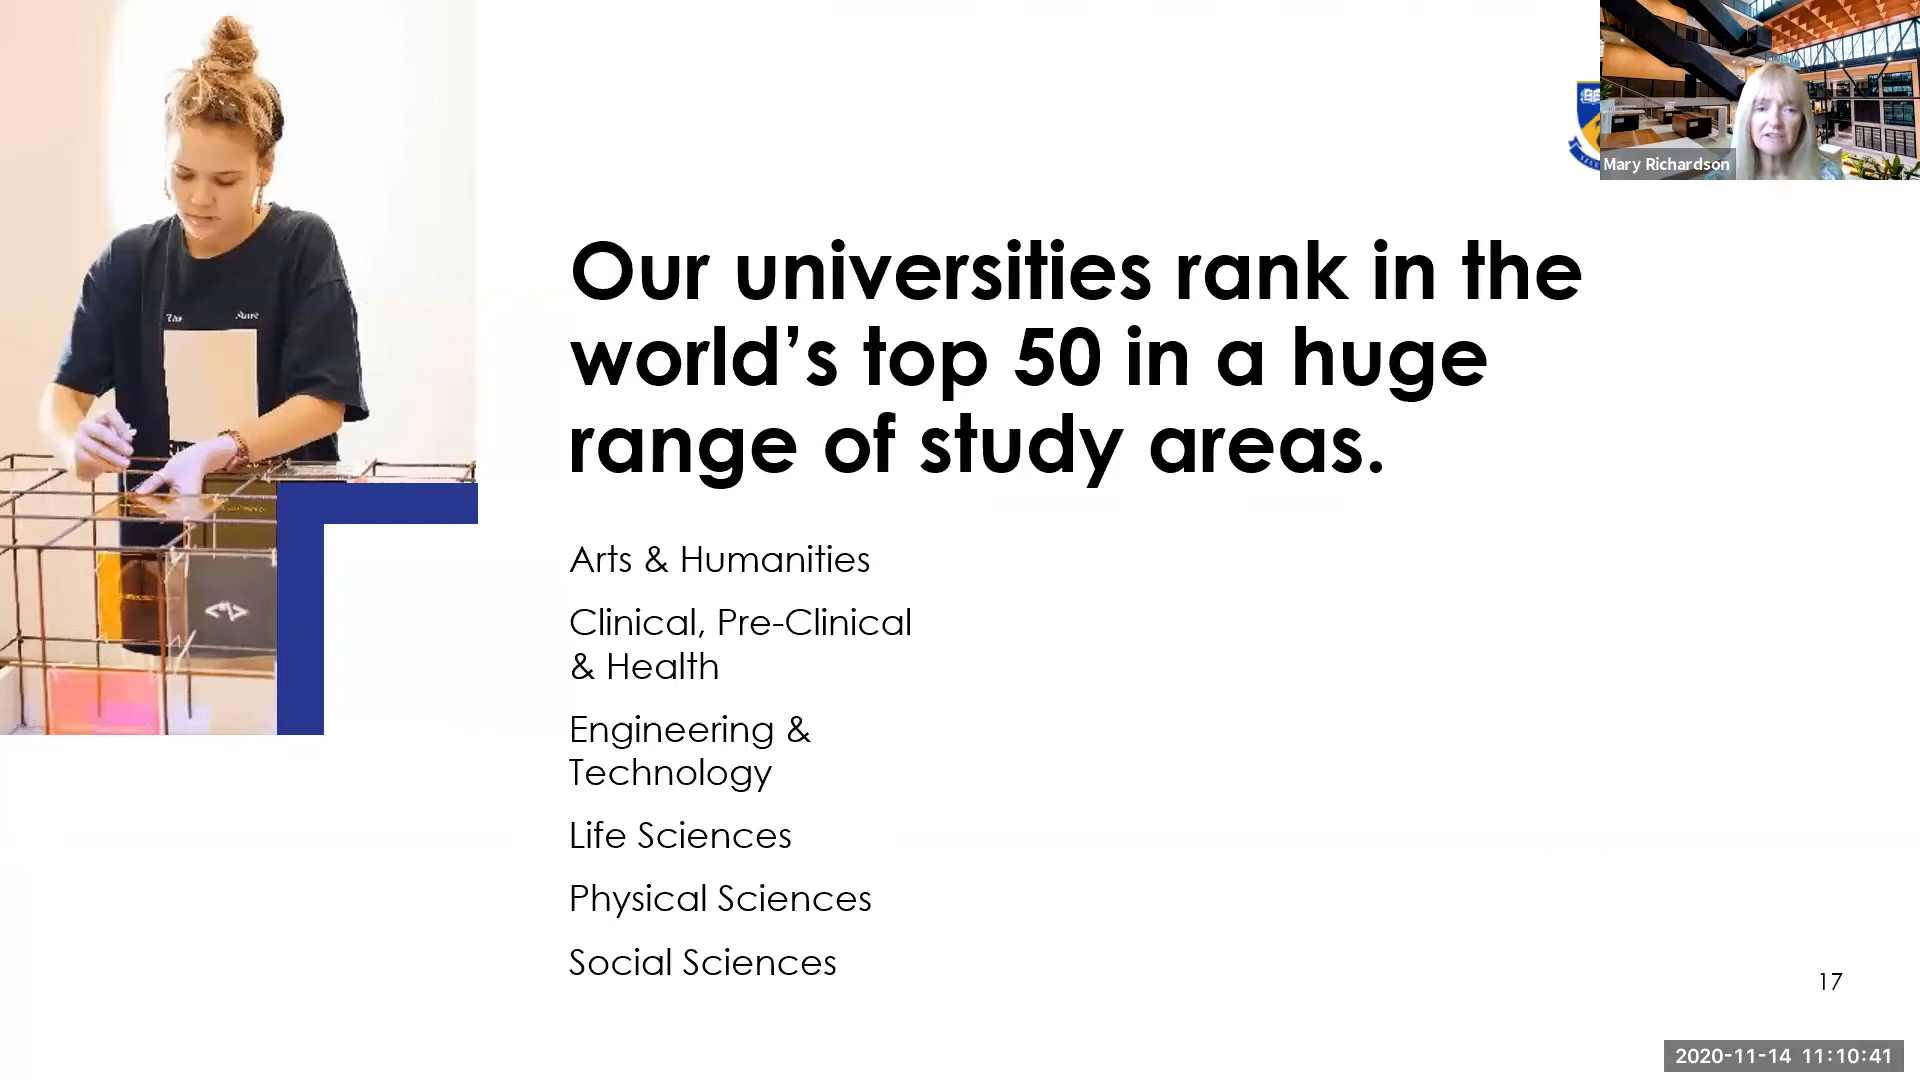 Mary Richardson
Our universities rank in the
world’s top 50 in a huge
range of study areas.
Arts & Humanities
Clinical, Pre-Clinical
& Health
Engineering &
Technology
Life Sciences
Physical Sciences
Social Sciences
17
2020-11-14 11:10:41